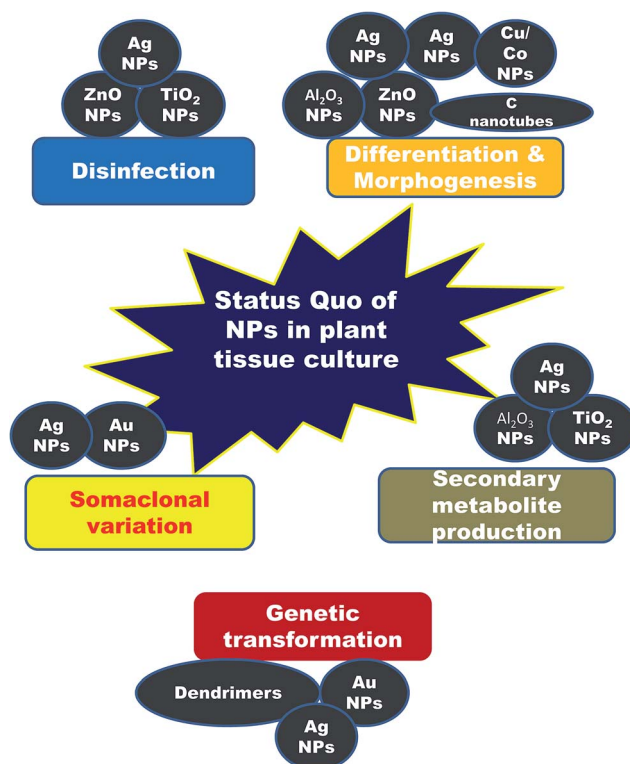 Ag
NPs
ZnO
NPs
TiO₂
NPs
Disinfection
Ag
NPs
Ag
NPs
Cu/
Co
NPs
Al₂O₃
NPs
ZnO
NPs
C
nanotubes
Differentiation &
Morphogenesis
Status Quo of
NPs in plant
tissue culture
Ag
NPs
Au
NPs
Somaclonal
variation
Ag
NPs
Al₂O₃
NPs
TiO₂
NPs
Secondary
metabolite
production
Genetic
transformation
Dendrimers
Au
NPs
Ag
NPs